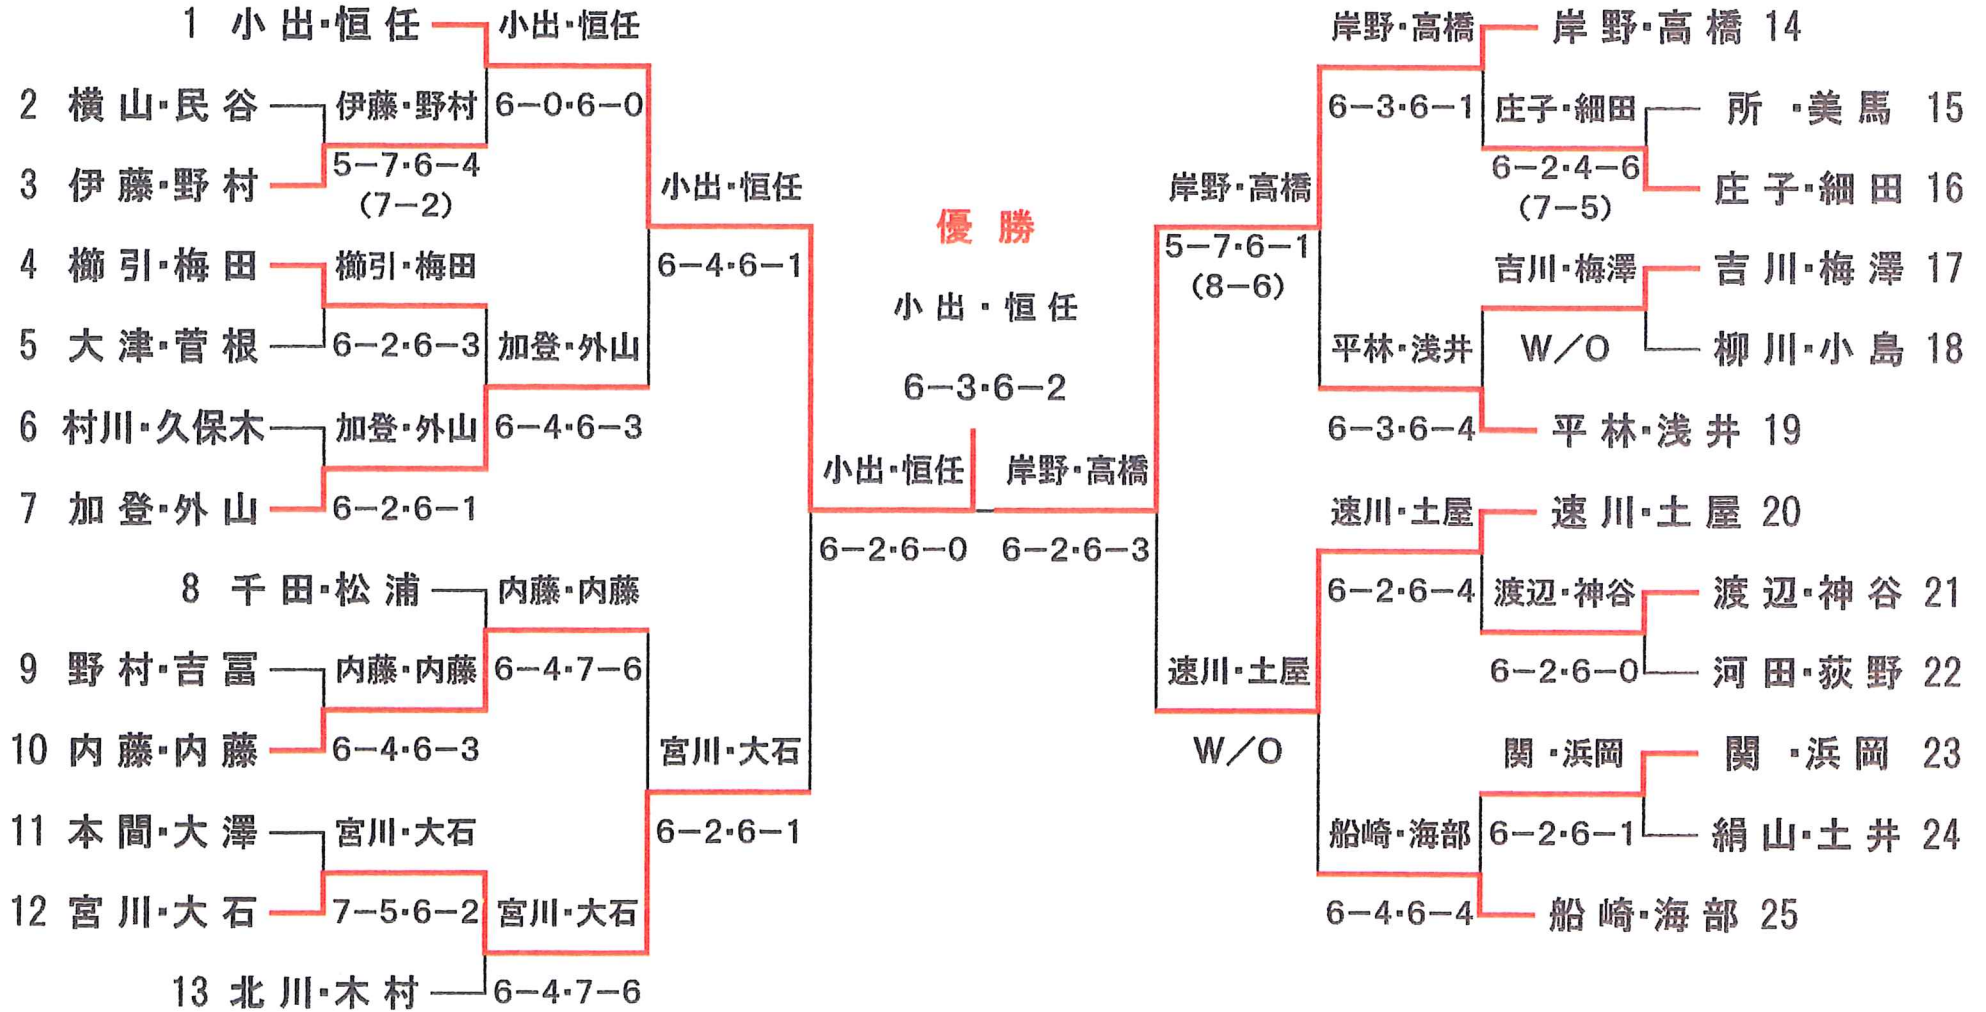 1 小出・恒任
2 横山・民谷
3 伊藤・野村
4 櫛引・梅田
5 大津・菅根
6 村川・久保木
7 加登・外山
8 千田・松浦
9 野村・吉冨
10 内藤・内藤
11 本間・大澤
12 宮川・大石
13 北川・木村
伊藤・野村
5-7・6-4
(7-2)
櫛引・梅田
6-2・6-3
加登・外山
6-2・6-1
内藤・内藤
6-4・6-3
宮川・大石
7-5・6-2
小出・恒任
6-0・6-0
加登・外山
6-4・6-3
内藤・内藤
6-4・7-6
宮川・大石
6-4・7-6
小出・恒任
6-4・6-1
宮川・大石
6-2・6-1
小出・恒任
6-2・6-0
優勝
小出・恒任
6-3・6-2
岸野・高橋
6-2・6-3
岸野・高橋
5-7・6-1
(8-6)
速川・土屋
W/O
岸野・高橋
6-3・6-1
平林・浅井
6-3・6-4
速川・土屋
6-2・6-4
船崎・海部
6-4・6-4
庄子・細田
6-2・4-6
(7-5)
吉川・梅澤
W/O
渡辺・神谷
6-2・6-0
関・浜岡
6-2・6-1
岸野・高橋 14
所・美馬 15
庄子・細田 16
吉川・梅澤 17
柳川・小島 18
平林・浅井 19
速川・土屋 20
渡辺・神谷 21
河田・荻野 22
関・浜岡 23
絹山・土井 24
船崎・海部 25